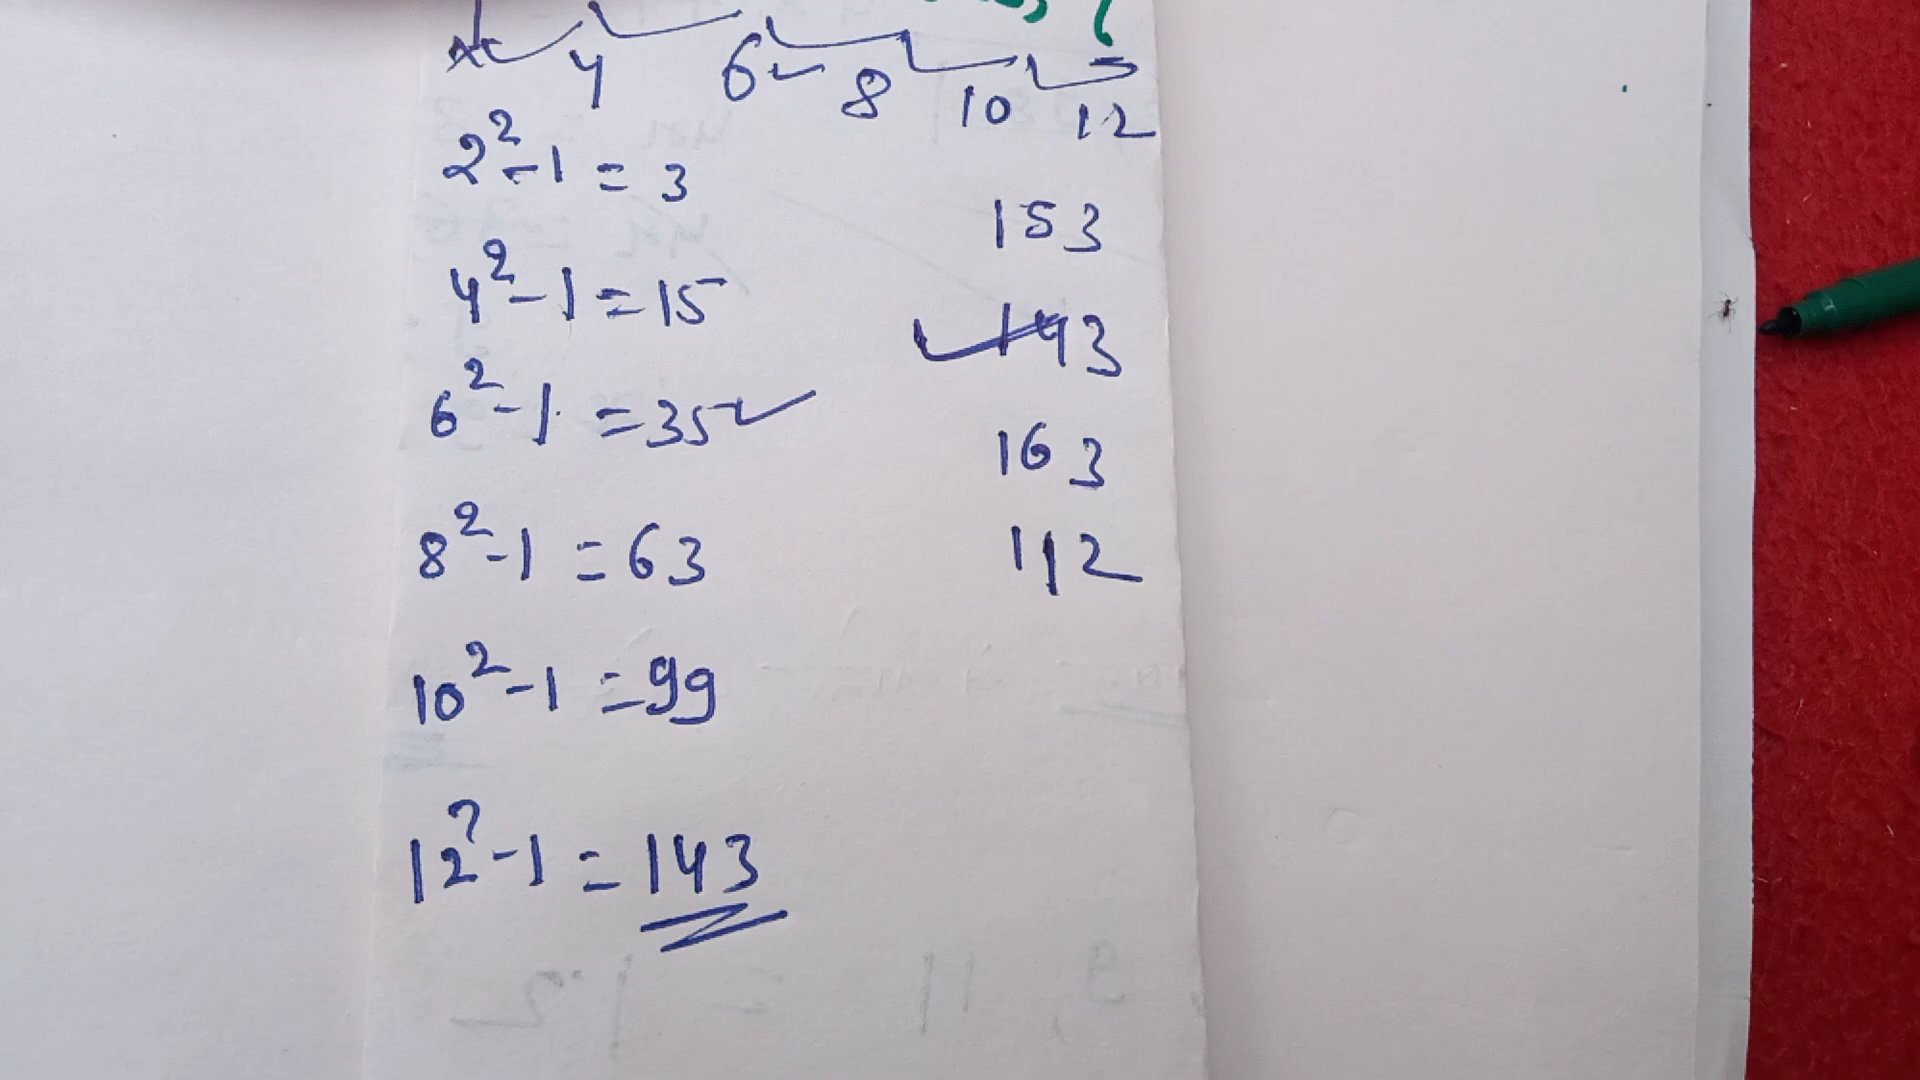 4 6 8 10 12
2²-1 = 3
4²-1 = 15
6²-1 = 35
8²-1 = 63
10²-1 = 99
12²-1 = 143
153
143
163
112